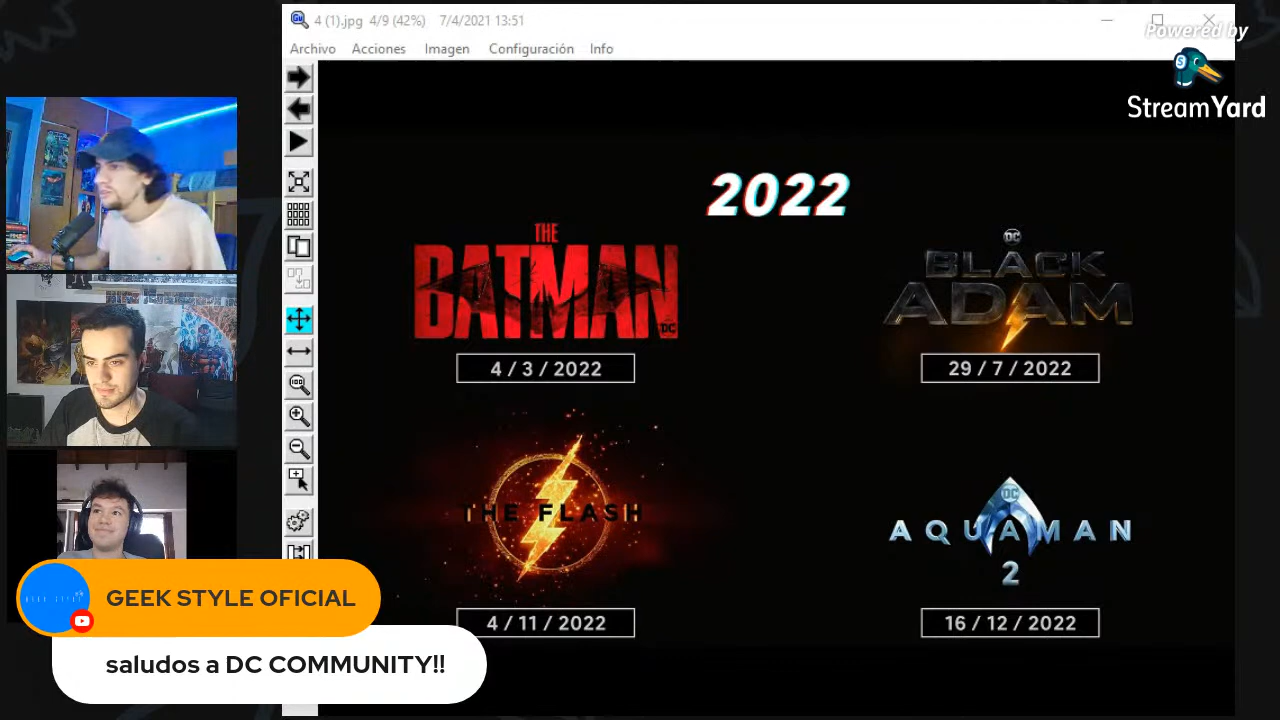 4 (1).jpg 4/9 (42%) 7/4/2021 13:51
Archivo Acciones Imagen Configuración Info
Powered by
StreamYard
2022
THE
BATMAN
DC
4 / 3 / 2022
DC
BLACK
ADAM
29 / 7 / 2022
THE FLASH
4 / 11 / 2022
DC
AQUAMAN
2
16 / 12 / 2022
GEEK STYLE OFICIAL
saludos a DC COMMUNITY!!